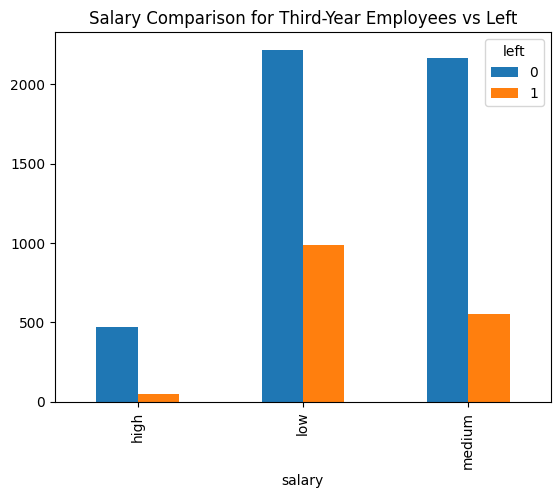 Salary Comparison for Third-Year Employees vs Left
left
0
1
2000
1500
1000
500
0
high
low
medium
salary